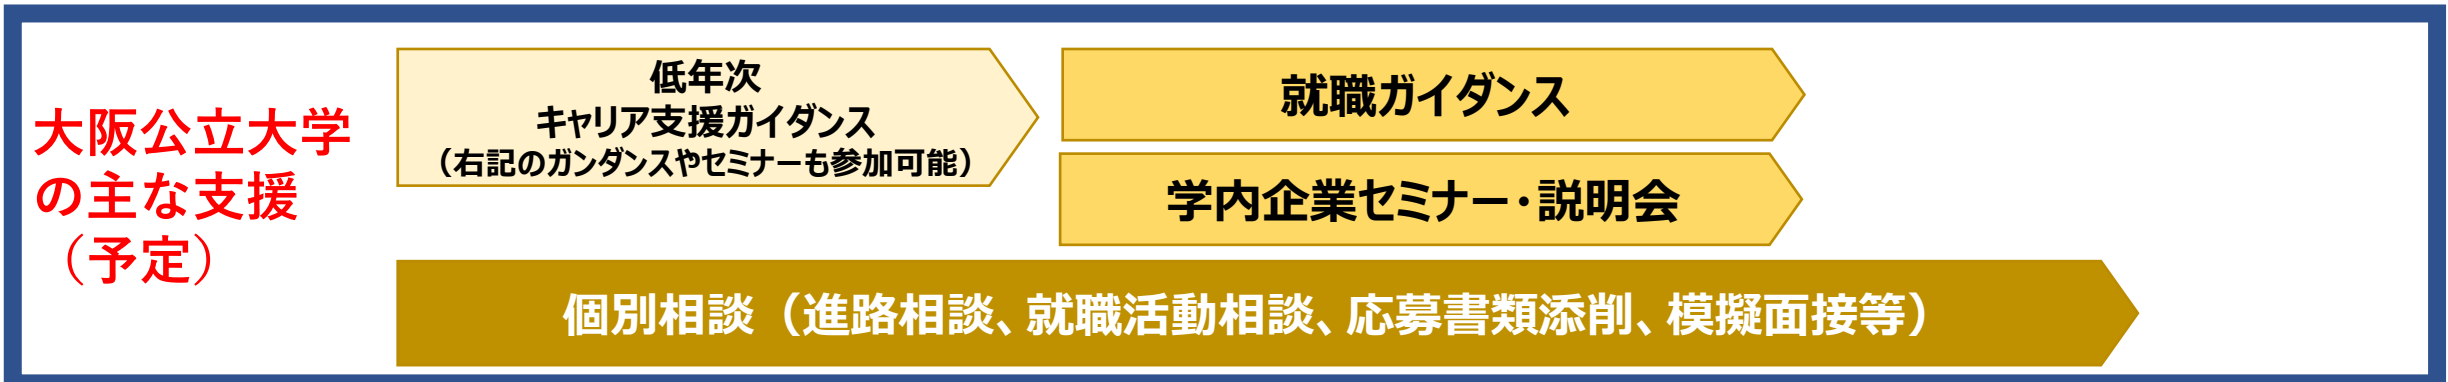 大阪公立大学
の主な支援
（予定）
低年次
キャリア支援ガイダンス
（右記のガンダンスやセミナーも参加可能）
就職ガイダンス
学内企業セミナー・説明会
個別相談（進路相談、就職活動相談、応募書類添削、模擬面接等）